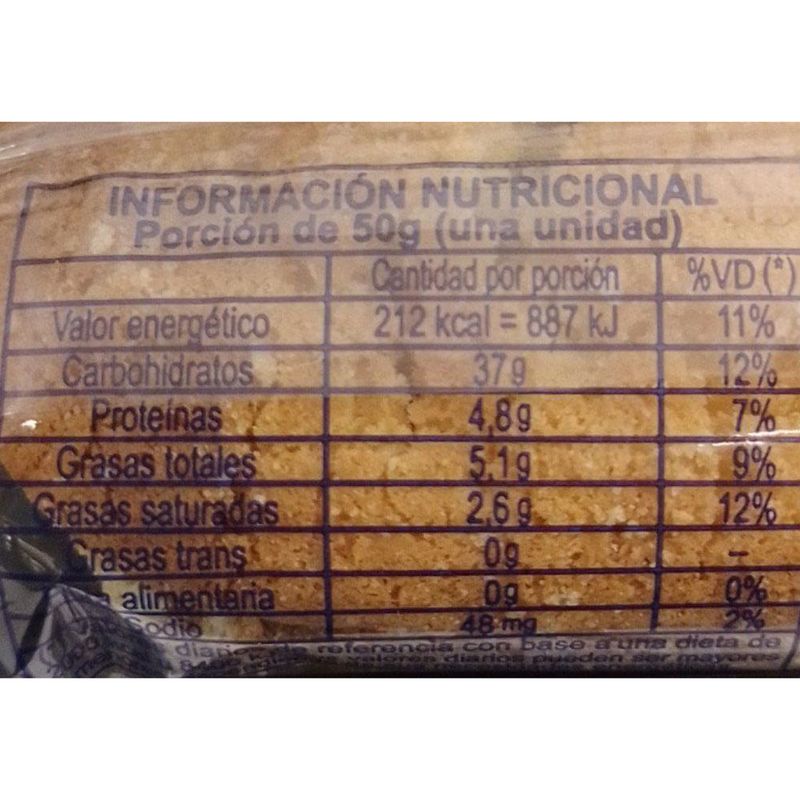 INFORMACIÓN NUTRICIONAL
Porción de 50g (una unidad)
Cantidad por porción %VD (*)
Valor energético 212 kcal = 887 kJ 11%
Carbohidratos 37g 12%
Proteínas 4,8g 7%
Grasas totales 5,1g 9%
Grasas saturadas 2,6g 12%
Grasas trans 0g –
alimentaria 0g 0%
Sodio 48 mg 2%
de referencia con base a una dieta de
valores diarios pueden ser mayores